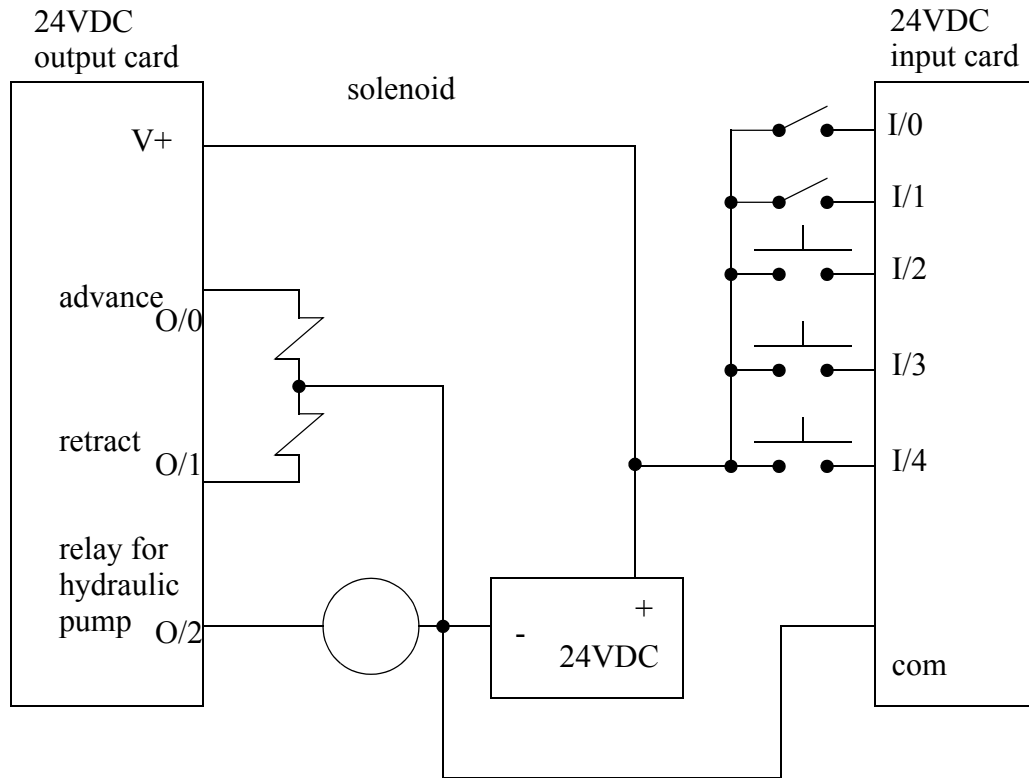 24VDC
output card
24VDC
input card
solenoid
V+
I/0
I/1
I/2
I/3
I/4
advance
O/0
retract
O/1
relay for
hydraulic
pump
O/2
+
-
24VDC
com